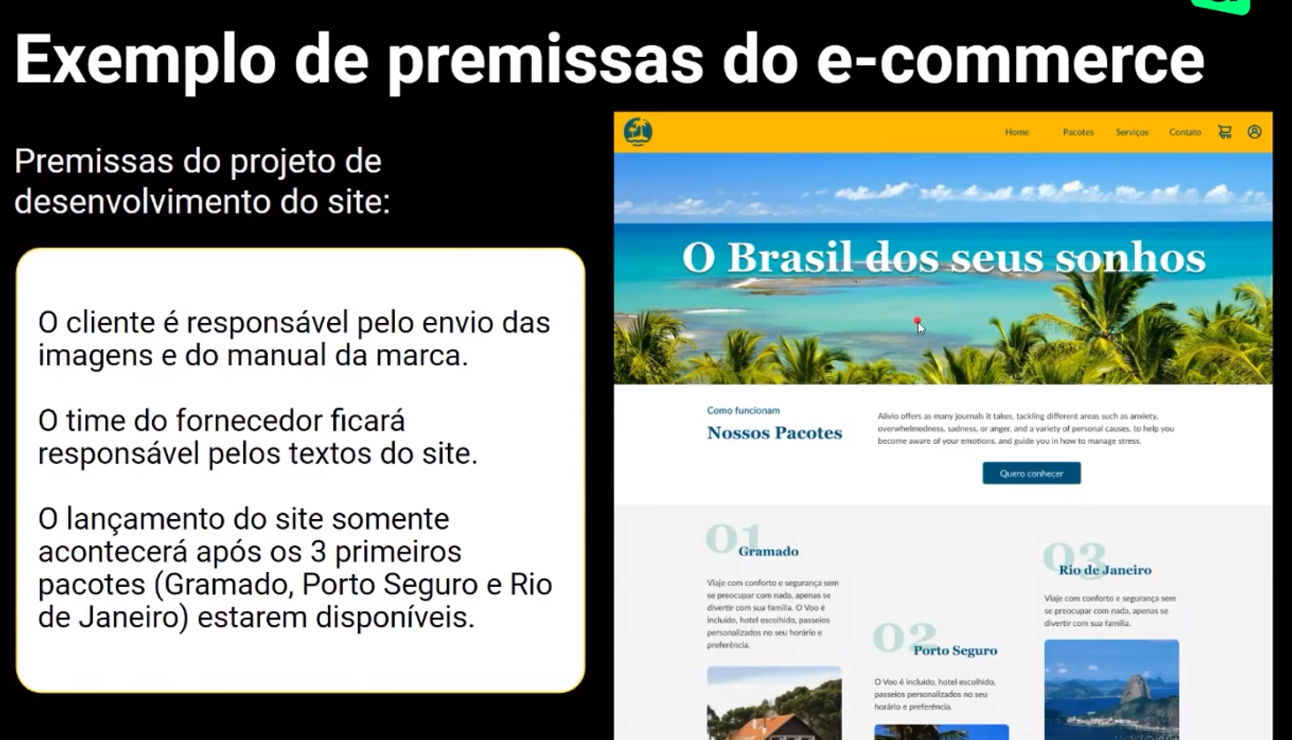 Exemplo de premissas do e-commerce
Premissas do projeto de
desenvolvimento do site:
O cliente é responsável pelo envio das
imagens e do manual da marca.
O time do fornecedor ficará
responsável pelos textos do site.
O lançamento do site somente
acontecerá após os 3 primeiros
pacotes (Gramado, Porto Seguro e Rio
de Janeiro) estarem disponíveis.
Home Pacotes Serviços Contato
O Brasil dos seus sonhos
Como funcionam
Nossos Pacotes
Alivio offers as many journals it takes, tackling different areas such as anxiety,
overwhelmedness, sadness, or anger, and a variety of personal causes, to help you
become aware of your emotions, and guide you in how to manage stress.
Quero conhecer
01
Gramado
Viaje com conforto e segurança sem
se preocupar com nada, apenas se
divertir com sua família. O Voo é
incluído, hotel escolhido, passeios
personalizados no seu horário e
preferência.
02
Porto Seguro
O Voo é incluído, hotel escolhido,
passeios personalizados no seu
horário e preferência.
03
Rio de Janeiro
Viaje com conforto e segurança sem
se preocupar com nada, apenas se
divertir com sua família.